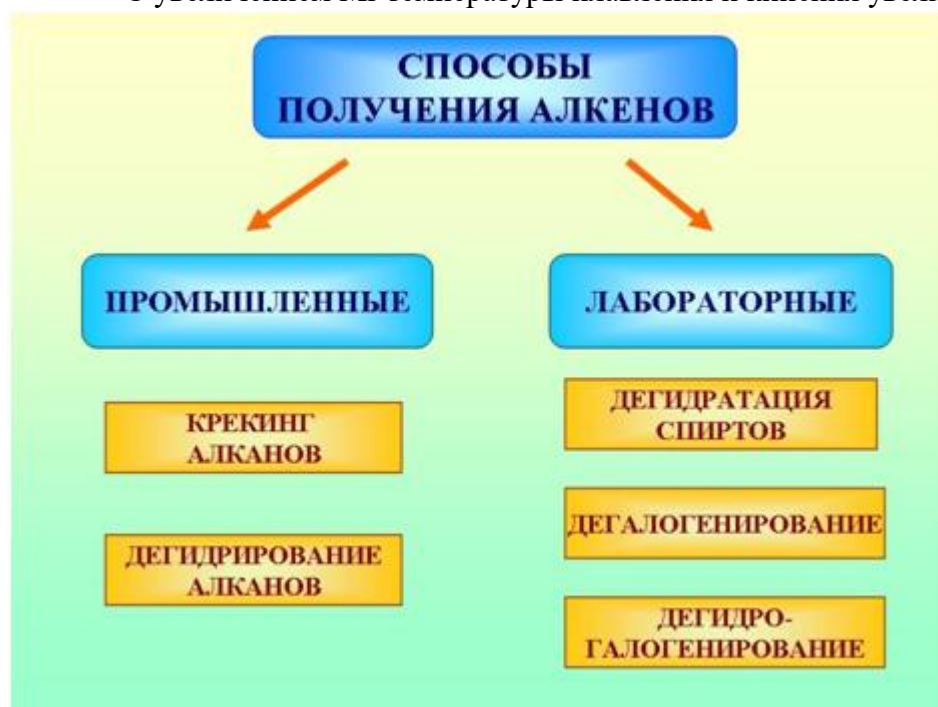 СПОСОБЫ
ПОЛУЧЕНИЯ АЛКЕНОВ
ПРОМЫШЛЕННЫЕ
ЛАБОРАТОРНЫЕ
КРЕКИНГ
АЛКАНОВ
ДЕГИДРИРОВАНИЕ
АЛКАНОВ
ДЕГИДРАТАЦИЯ
СПИРТОВ
ДЕГАЛОГЕНИРОВАНИЕ
ДЕГИДРО-
ГАЛОГЕНИРОВАНИЕ